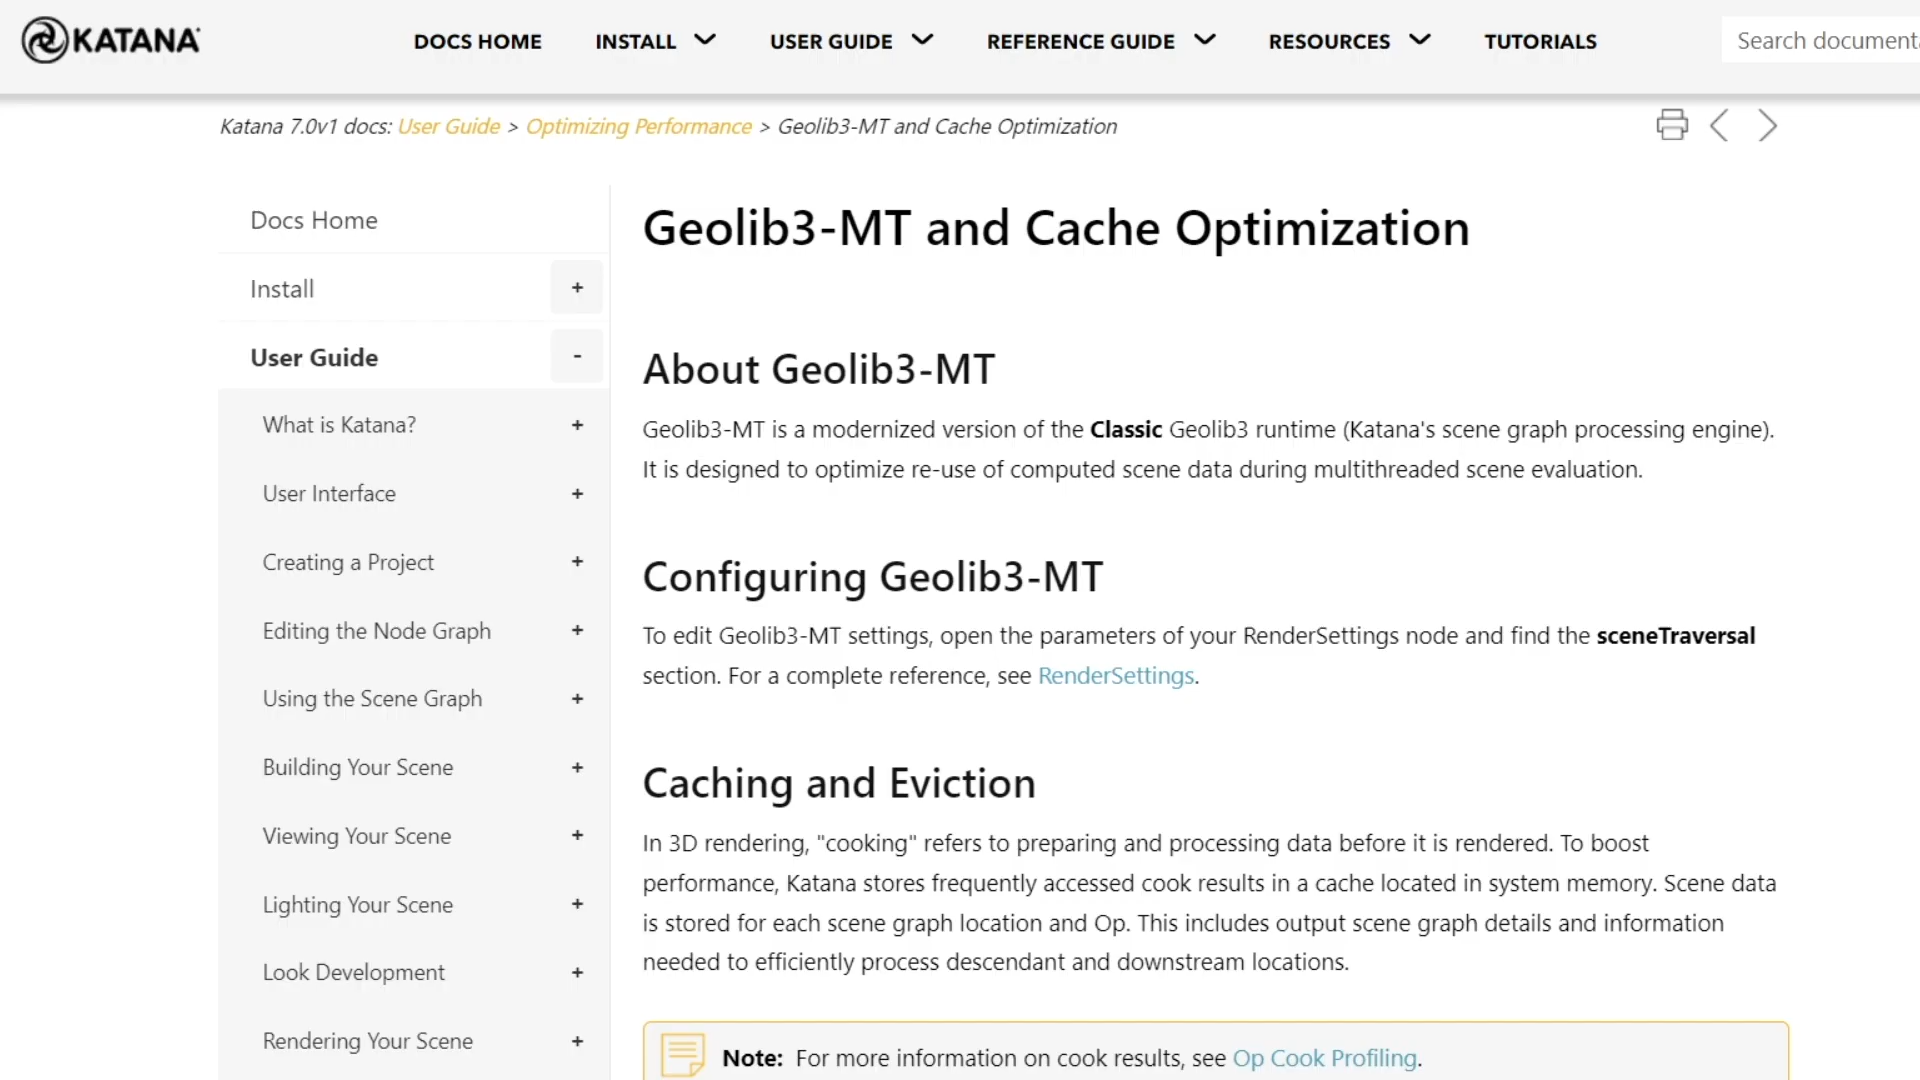 KATANA
DOCS HOME
INSTALL
USER GUIDE
REFERENCE GUIDE
RESOURCES
TUTORIALS
Search documenta
Katana 7.0v1 docs: User Guide > Optimizing Performance > Geolib3-MT and Cache Optimization
Docs Home
Install +
User Guide -
What is Katana? +
User Interface +
Creating a Project +
Editing the Node Graph +
Using the Scene Graph +
Building Your Scene +
Viewing Your Scene +
Lighting Your Scene +
Look Development +
Rendering Your Scene +
Geolib3-MT and Cache Optimization
About Geolib3-MT
Geolib3-MT is a modernized version of the Classic Geolib3 runtime (Katana's scene graph processing engine).
It is designed to optimize re-use of computed scene data during multithreaded scene evaluation.
Configuring Geolib3-MT
To edit Geolib3-MT settings, open the parameters of your RenderSettings node and find the sceneTraversal
section. For a complete reference, see RenderSettings.
Caching and Eviction
In 3D rendering, "cooking" refers to preparing and processing data before it is rendered. To boost
performance, Katana stores frequently accessed cook results in a cache located in system memory. Scene data
is stored for each scene graph location and Op. This includes output scene graph details and information
needed to efficiently process descendant and downstream locations.
Note: For more information on cook results, see Op Cook Profiling.